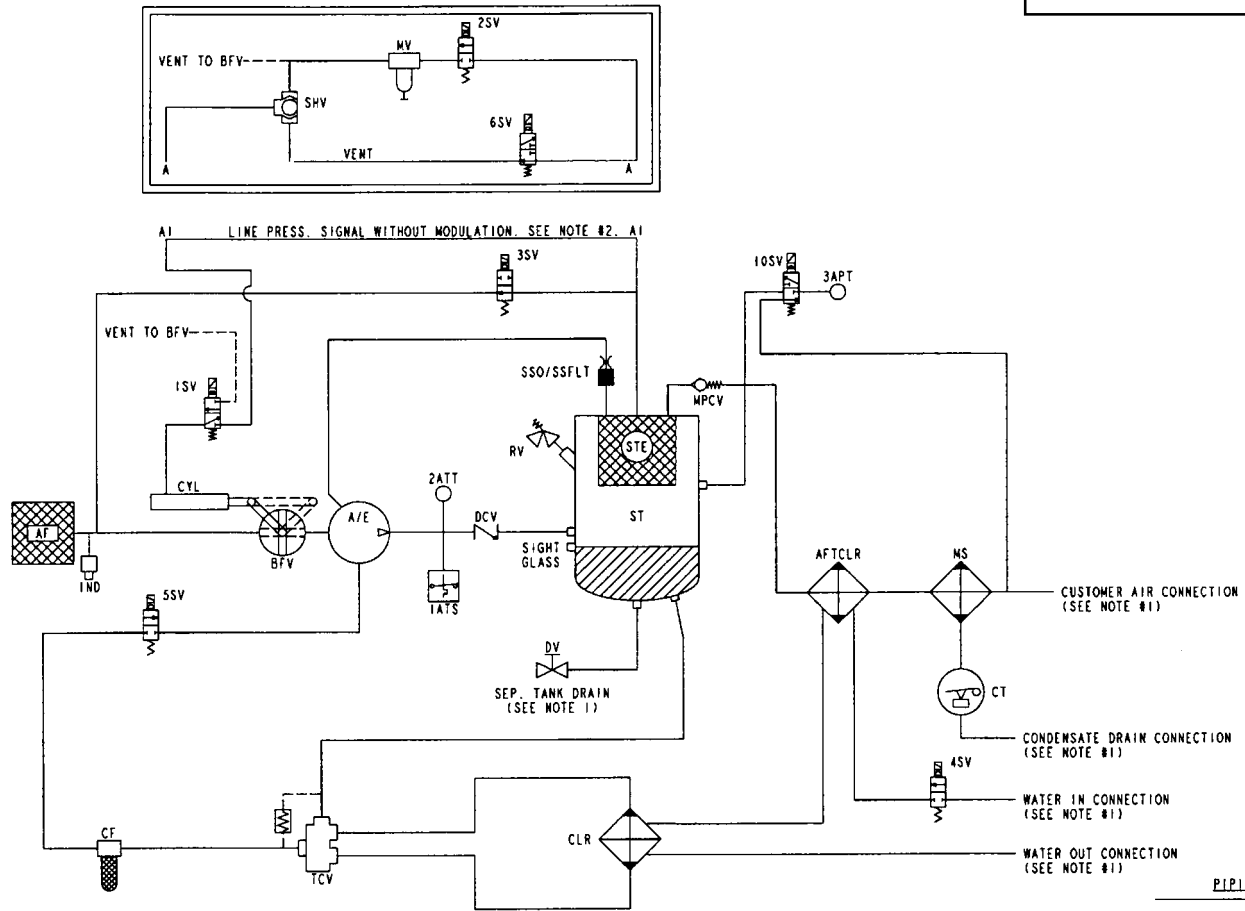 2SV
MV
VENT TO BFV
SHV
6SV
VENT
A
A
A1
LINE PRESS. SIGNAL WITHOUT MODULATION. SEE NOTE #2.
A1
3SV
10SV
3APT
VENT TO BFV
SSO/SSFLT
1SV
MPCV
RV
STE
CYL
2ATT
A/E
DCV
ST
AF
SIGHT
GLASS
BFV
AFTCLR
MS
IND
1ATS
CUSTOMER AIR CONNECTION
(SEE NOTE #1)
5SV
DV
CT
SEP. TANK DRAIN
(SEE NOTE 1)
CONDENSATE DRAIN CONNECTION
(SEE NOTE #1)
4SV
WATER IN CONNECTION
(SEE NOTE #1)
CF
CLR
WATER OUT CONNECTION
(SEE NOTE #1)
TCV
PIPI